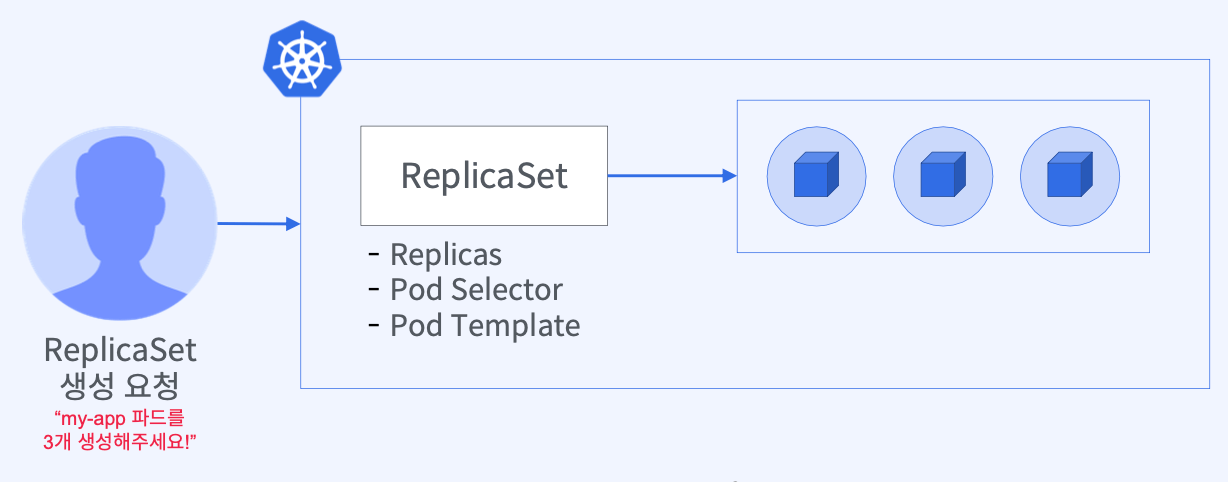 ReplicaSet
- Replicas
- Pod Selector
- Pod Template
ReplicaSet
생성 요청
“my-app 파드를
3개 생성해주세요!”